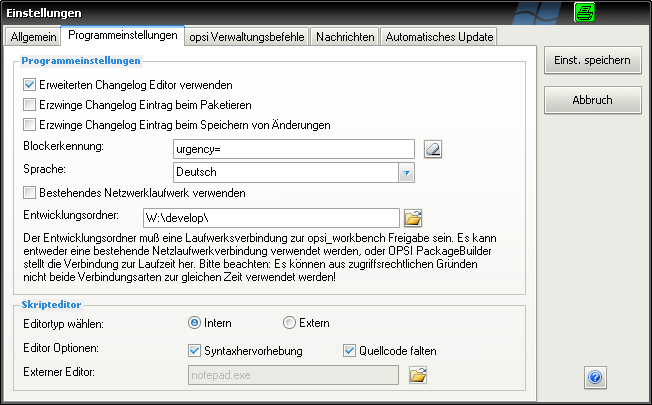 Einstellungen
Allgemein
Programmeinstellungen
opsi Verwaltungsbefehle
Nachrichten
Automatisches Update
Programmeinstellungen
Einst. speichern
Erweiterten Changelog Editor verwenden
Erzwinge Changelog Eintrag beim Paketieren
Abbruch
Erzwinge Changelog Eintrag beim Speichern von Änderungen
Blockerkennung: urgency=
Sprache: Deutsch
Bestehendes Netzwerklaufwerk verwenden
Entwicklungsordner: W:\develop\
Der Entwicklungsordner muß eine Laufwerksverbindung zur opsi_workbench Freigabe sein. Es kann
entweder eine bestehende Netzlaufwerkverbindung verwendet werden, oder OPSI PackageBuilder
stellt die Verbindung zur Laufzeit her. Bitte beachten: Es können aus zugriffsrechtlichen Gründen
nicht beide Verbindungsarten zur gleichen Zeit verwendet werden!
Skripteditor
Editortyp wählen: Intern Extern
Editor Optionen: Syntaxhervorhebung Quellcode falten
Externer Editor: notepad.exe